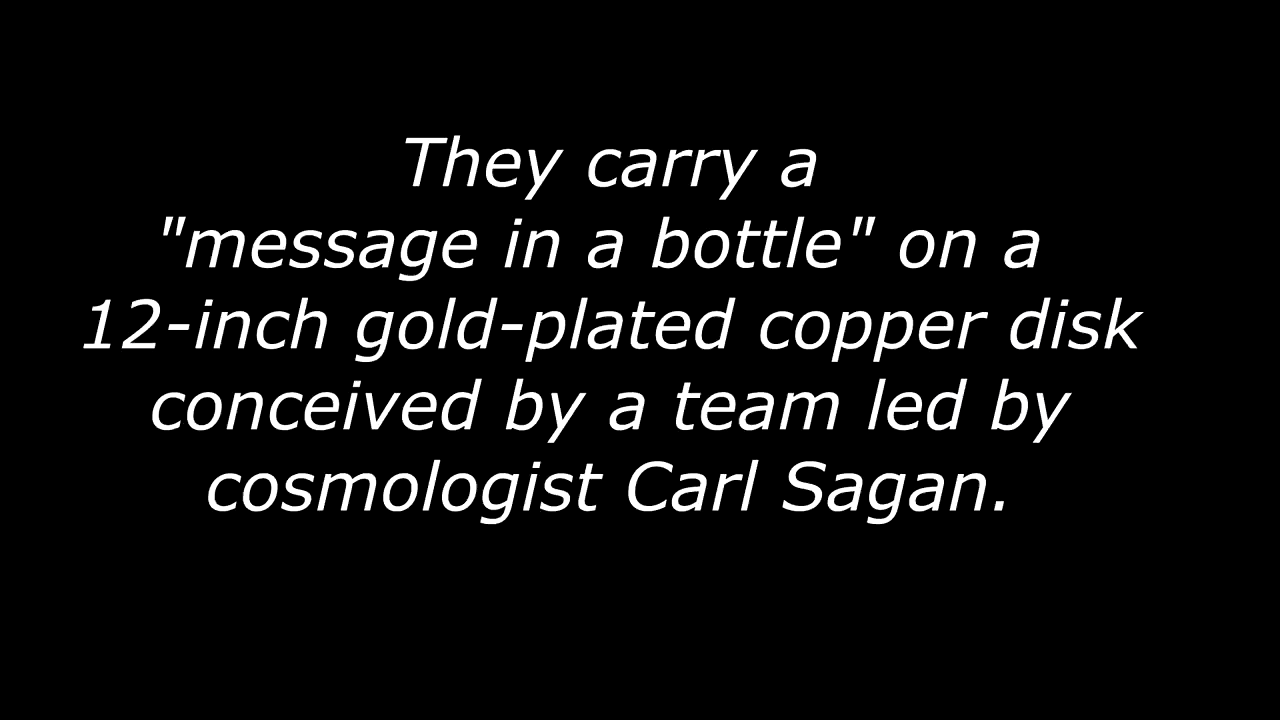 They carry a
"message in a bottle" on a
12-inch gold-plated copper disk
conceived by a team led by
cosmologist Carl Sagan.